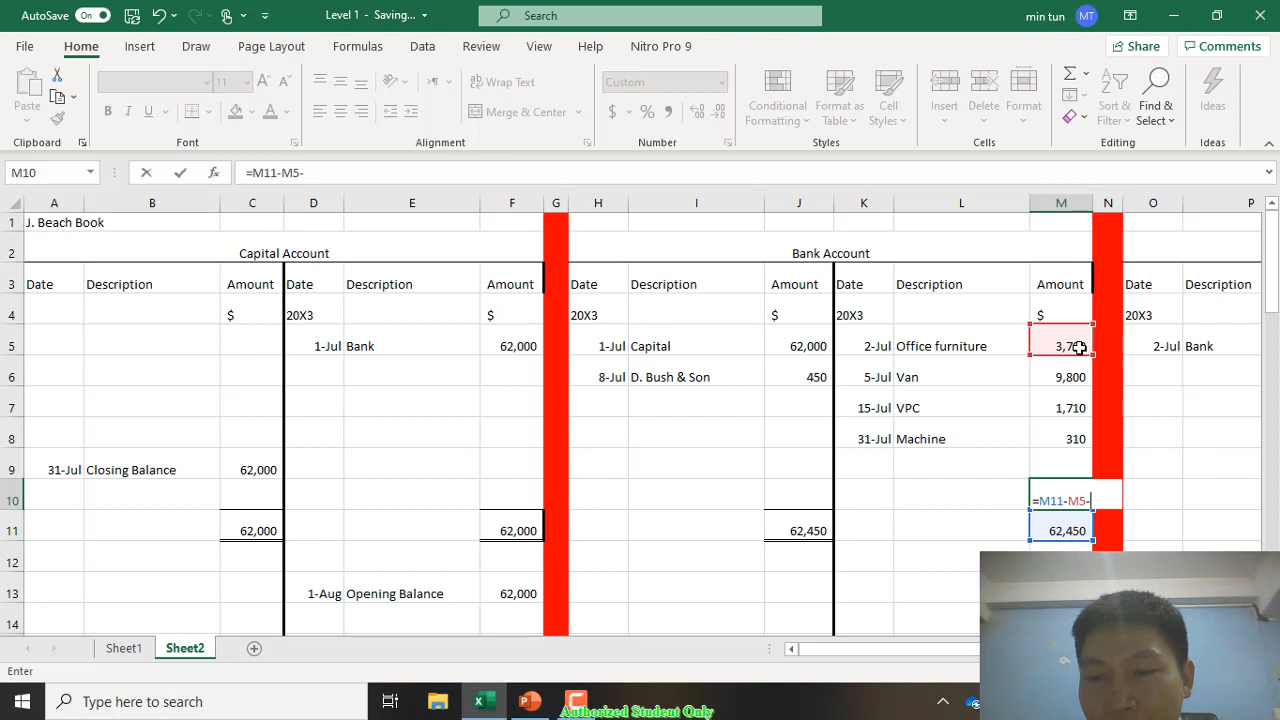 AutoSave On Level 1 - Saving... Search min tun MT
File Home Insert Draw Page Layout Formulas Data Review View Help Nitro Pro 9 Share Comments
11 Wrap Text Custom
Paste B I U Merge & Center $ % Conditional Formatting Format as Table Cell Styles Insert Delete Format Sort & Filter Find & Select Ideas
Clipboard Font Alignment Number Styles Cells Editing Ideas
M10 fx =M11-M5-
A B C D E F G H I J K L M N O P
1 J. Beach Book
2 Capital Account Bank Account
3 Date Description Amount Date Description Amount Date Description Amount Date Description Amount Date Description
4 $ 20X3 $ 20X3 $ 20X3 $ 20X3
5 1-Jul Bank 62,000 1-Jul Capital 62,000 2-Jul Office furniture 2-Jul Bank
6 8-Jul D. Bush & Son 450 5-Jul Van 9,800
7 15-Jul VPC 1,710
8 31-Jul Machine 310
9 31-Jul Closing Balance 62,000
10 =M11-M5-
11 62,000 62,000 62,450 62,450
12
13 1-Aug Opening Balance 62,000
14
Sheet1 Sheet2
Enter
Type here to search
Authorized Student Only